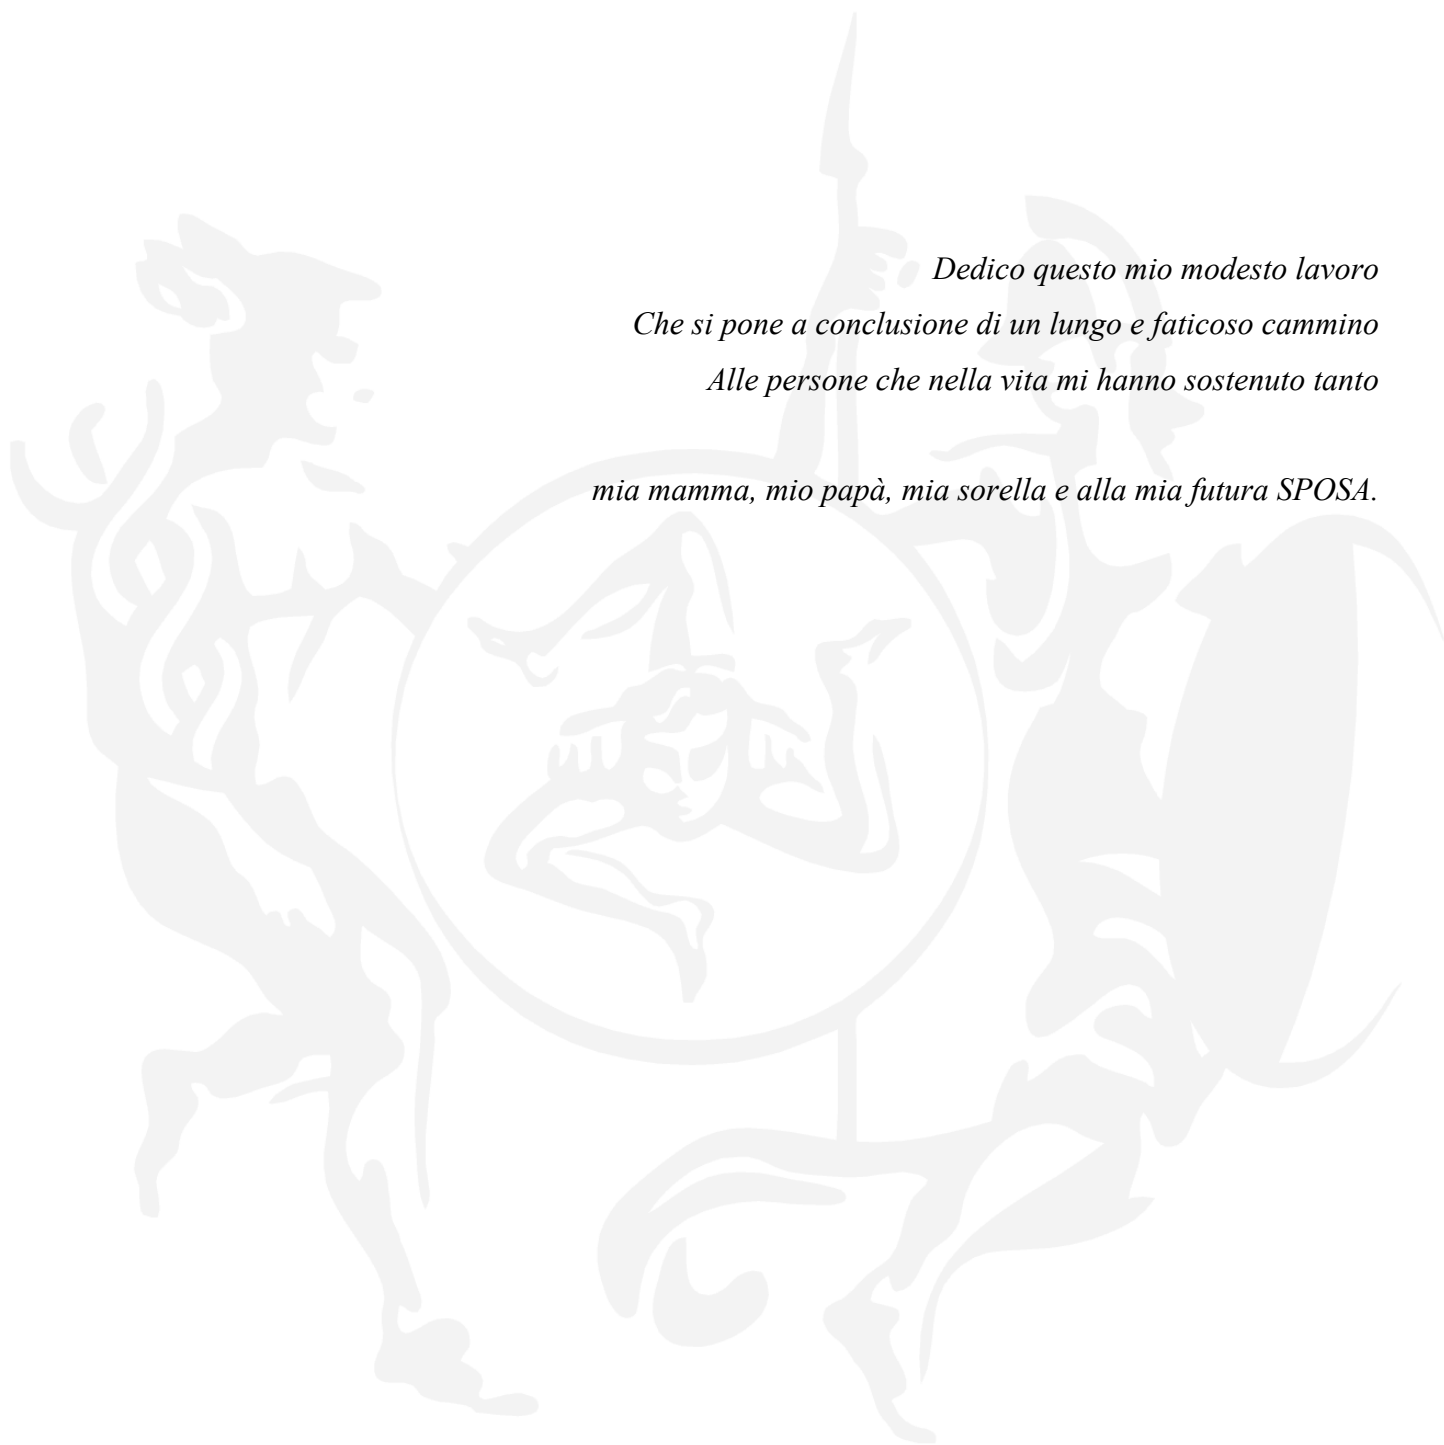 Dedico questo mio modesto lavoro
Che si pone a conclusione di un lungo e faticoso cammino
Alle persone che nella vita mi hanno sostenuto tanto
mia mamma, mio papà, mia sorella e alla mia futura SPOSA.